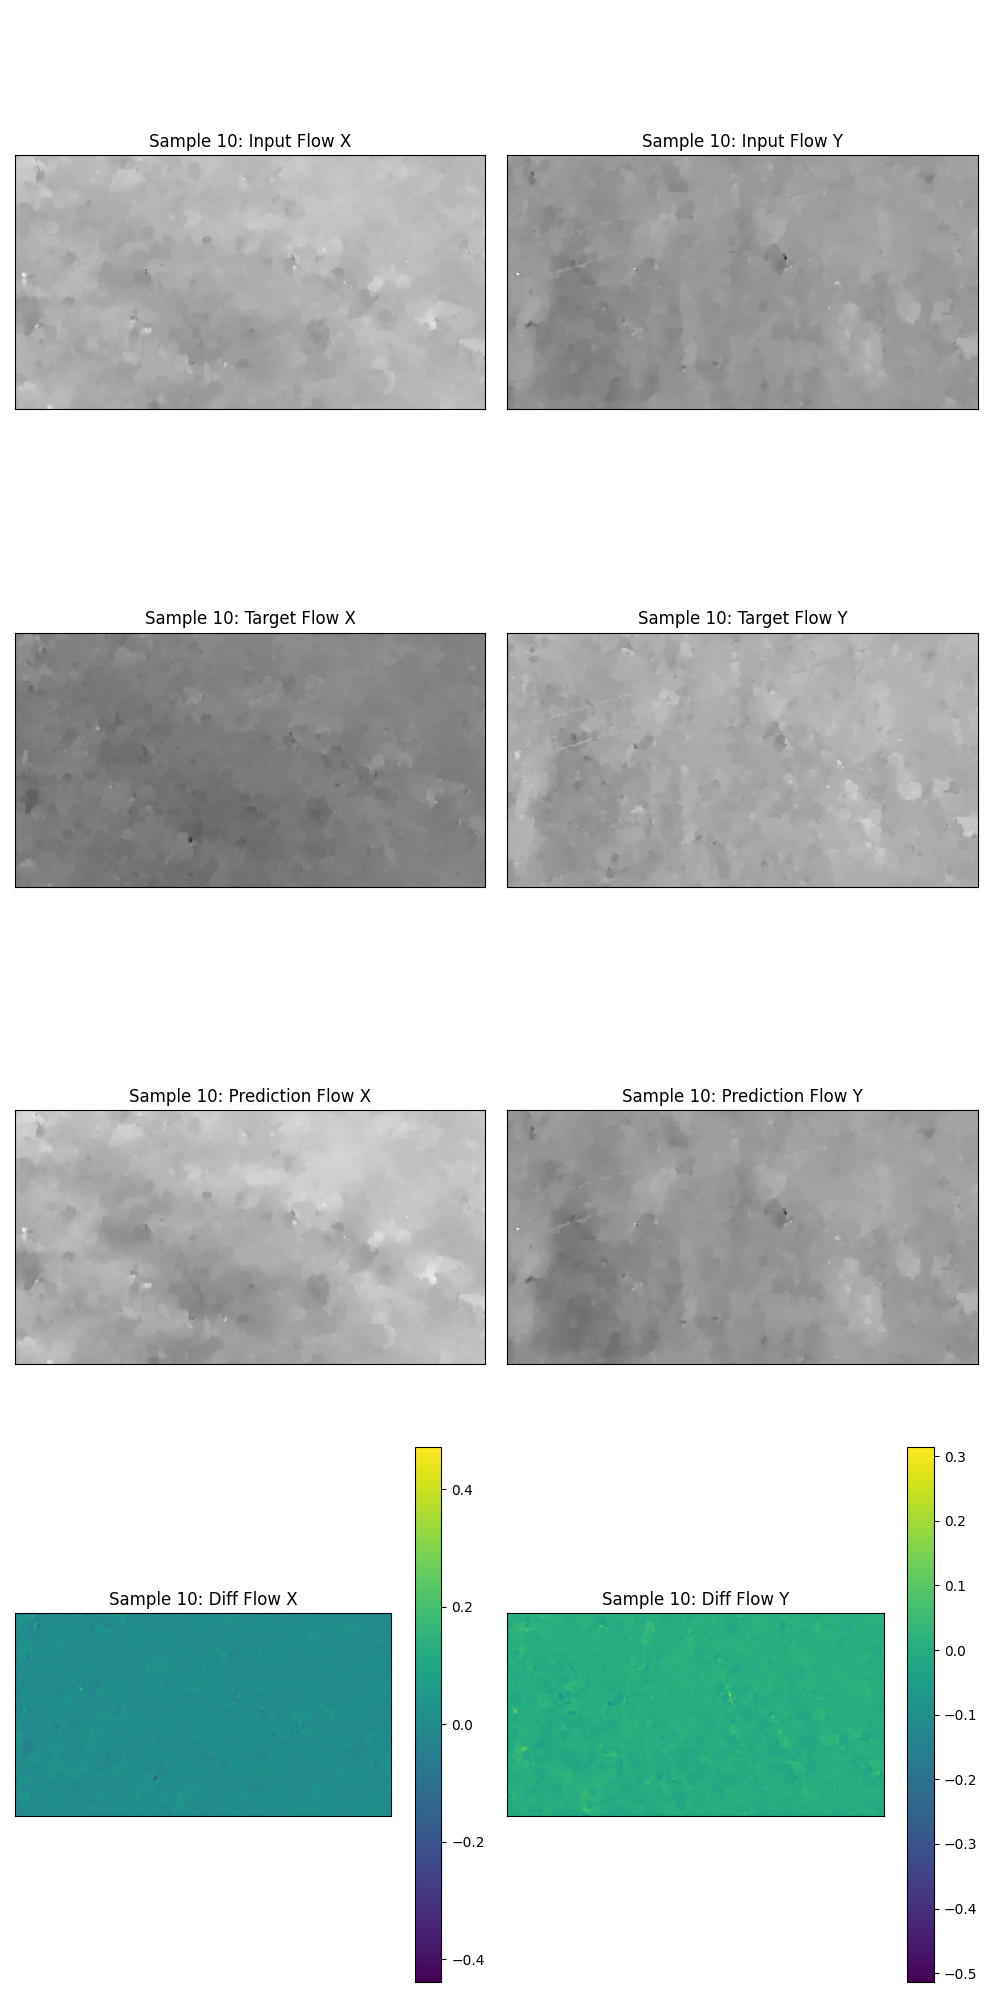 Sample 10: Input Flow X
Sample 10: Input Flow Y
Sample 10: Target Flow X
Sample 10: Target Flow Y
Sample 10: Prediction Flow X
Sample 10: Prediction Flow Y
Sample 10: Diff Flow X
0.4
0.2
0.0
−0.2
−0.4
Sample 10: Diff Flow Y
0.3
0.2
0.1
0.0
−0.1
−0.2
−0.3
−0.4
−0.5